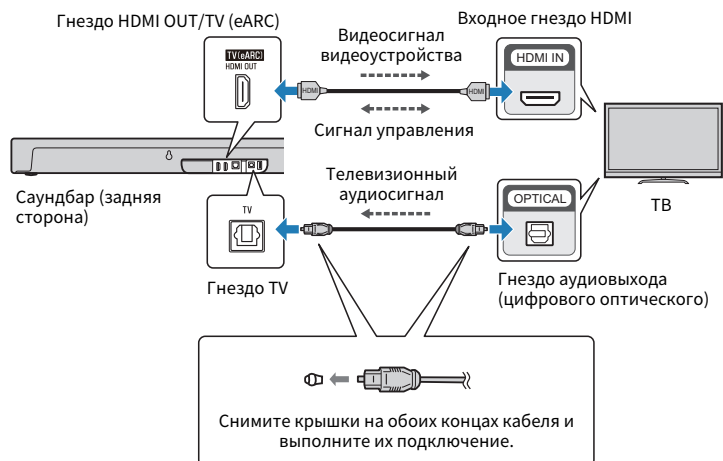 Гнездо HDMI OUT/TV (eARC)
Входное гнездо HDMI
TV(eARC)
HDMI OUT
Видеосигнал
видеоустройства
HDMI IN
HDMI
HDMI
Сигнал управления
Саундбар (задняя
сторона)
Телевизионный
аудиосигнал
TV
OPTICAL
ТВ
Гнездо TV
Гнездо аудиовыхода
(цифрового оптического)
Снимите крышки на обоих концах кабеля и
выполните их подключение.